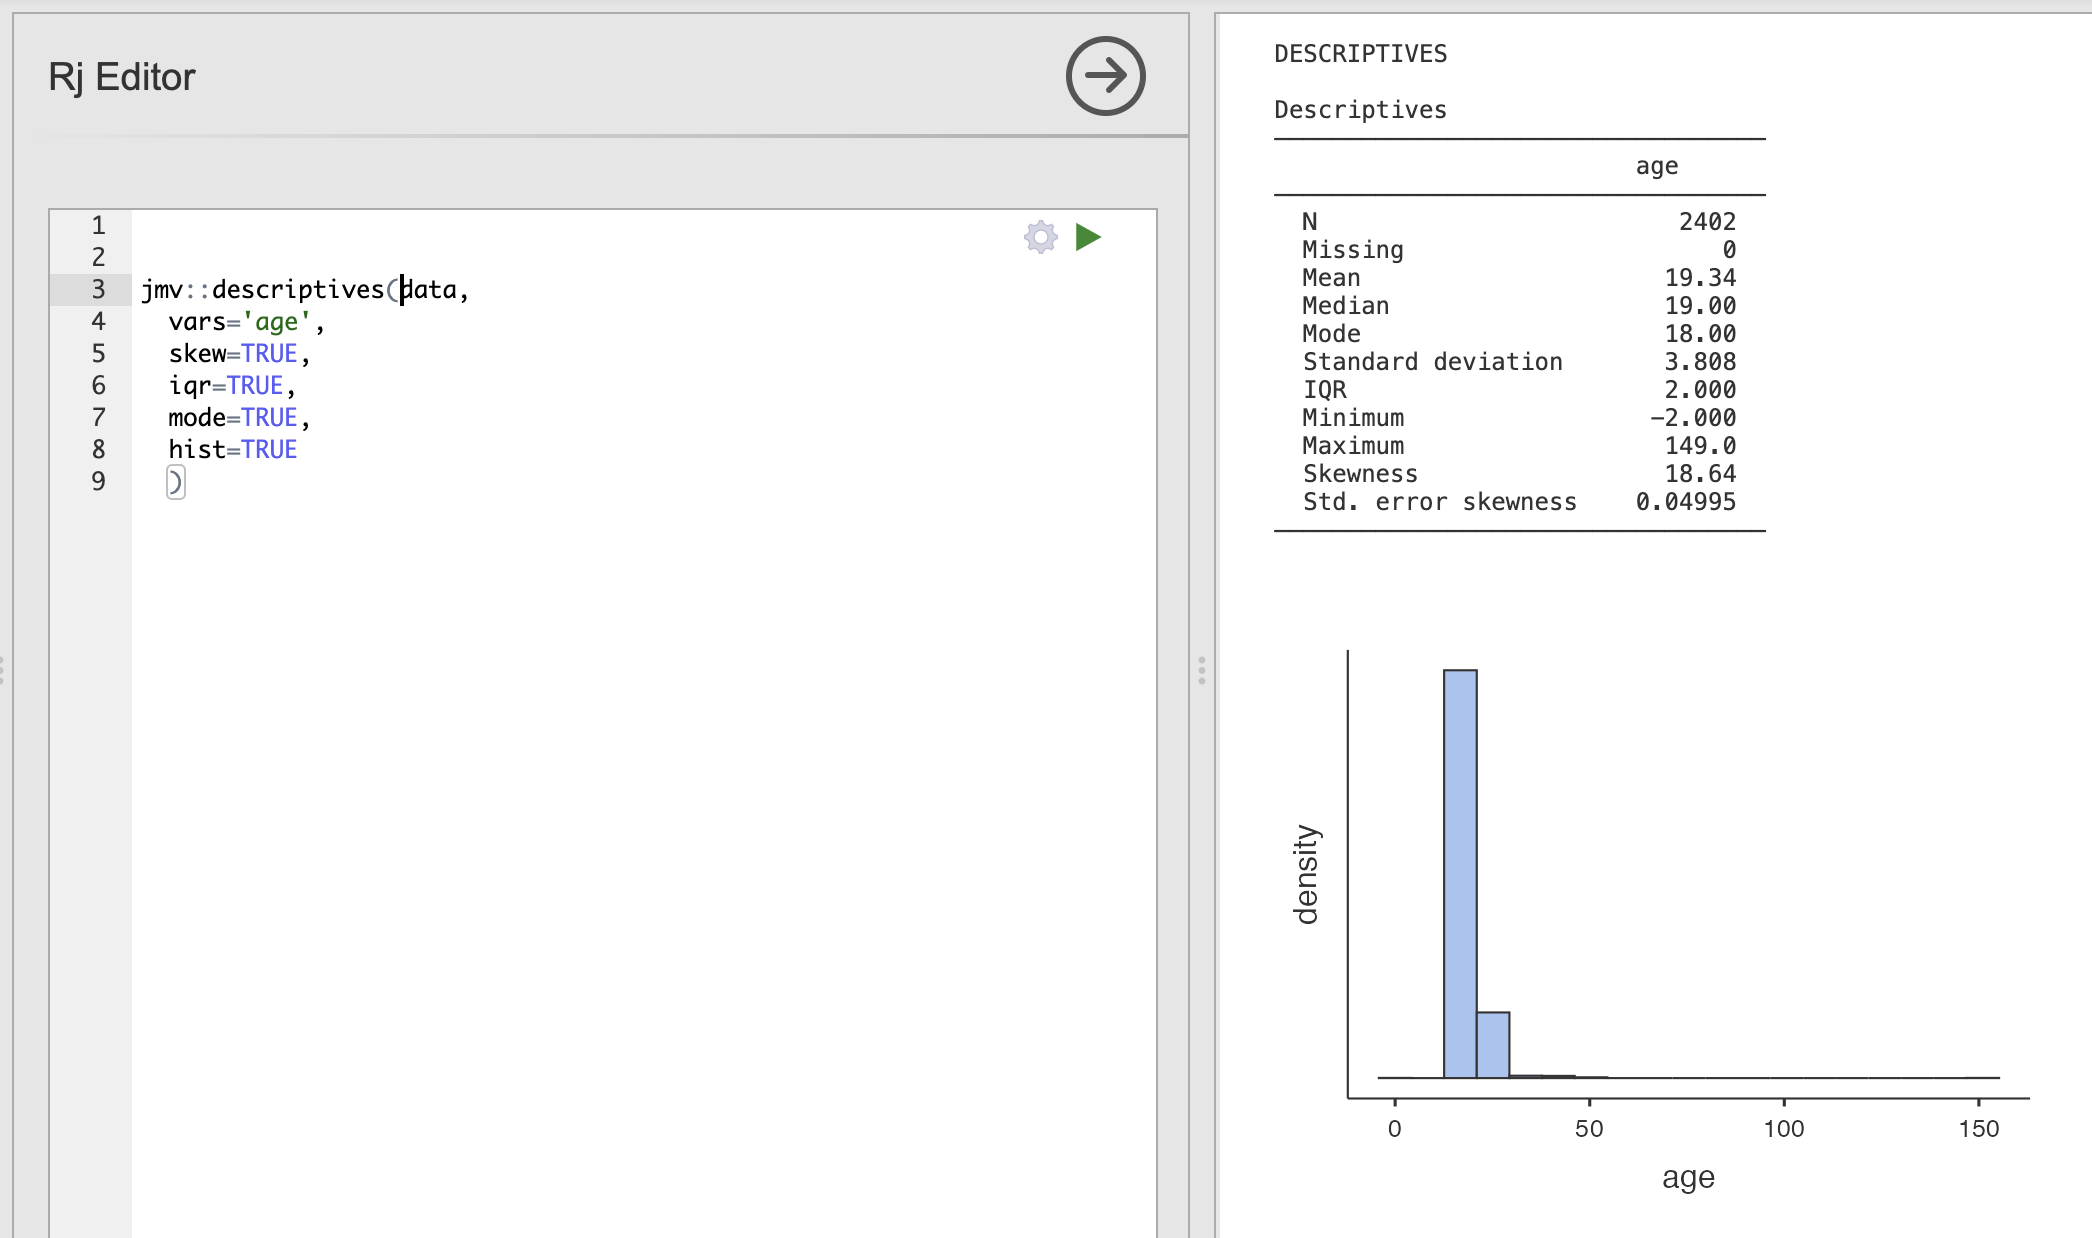 Rj Editor
1
2
3 jmv::descriptives(data,
4 vars='age',
5 skew=TRUE,
6 iqr=TRUE,
7 mode=TRUE,
8 hist=TRUE
9 )
DESCRIPTIVES
Descriptives
age
N 2402
Missing 0
Mean 19.34
Median 19.00
Mode 18.00
Standard deviation 3.808
IQR 2.000
Minimum −2.000
Maximum 149.0
Skewness 18.64
Std. error skewness 0.04995
density
0 50 100 150
age